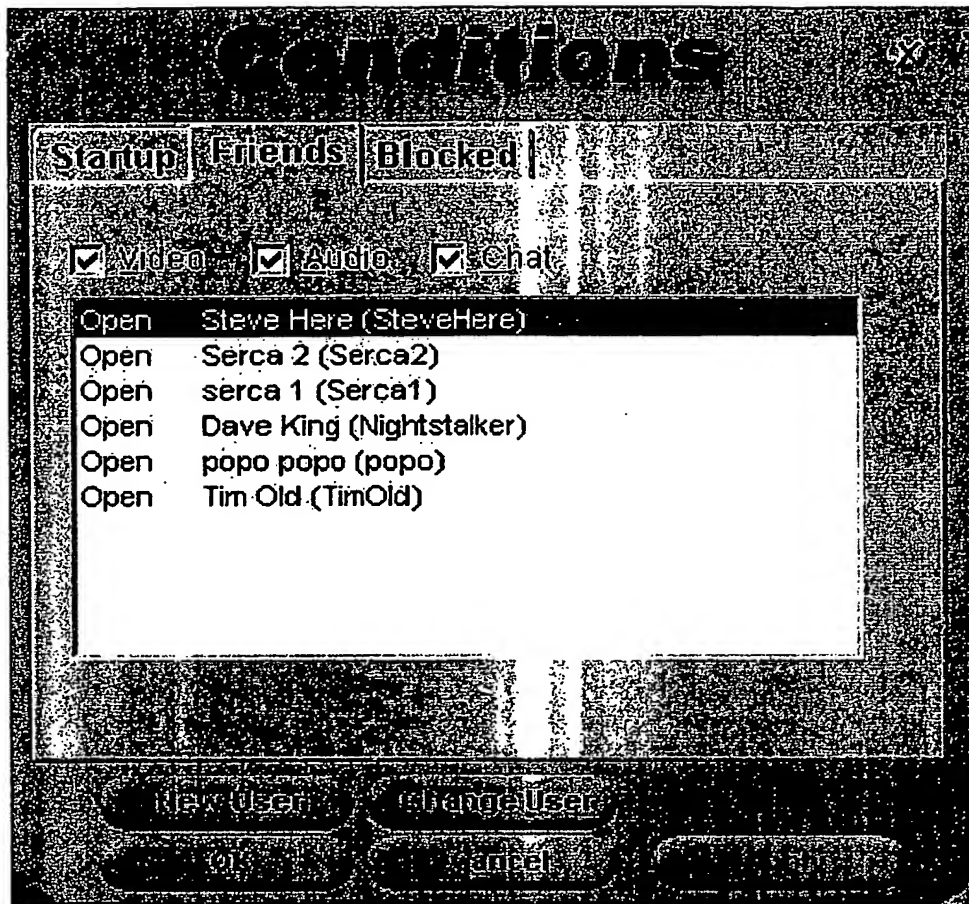 Conditions
X
Startup Friends Blocked
Video Audio Chat
Open Steve Here (SteveHere)
Open Serca 2 (Serca2)
Open serca 1 (Serca1)
Open Dave King (Nightstalker)
Open popo popo (popo)
Open Tim Old (TimOld)
New User Change User
Ok Cancel